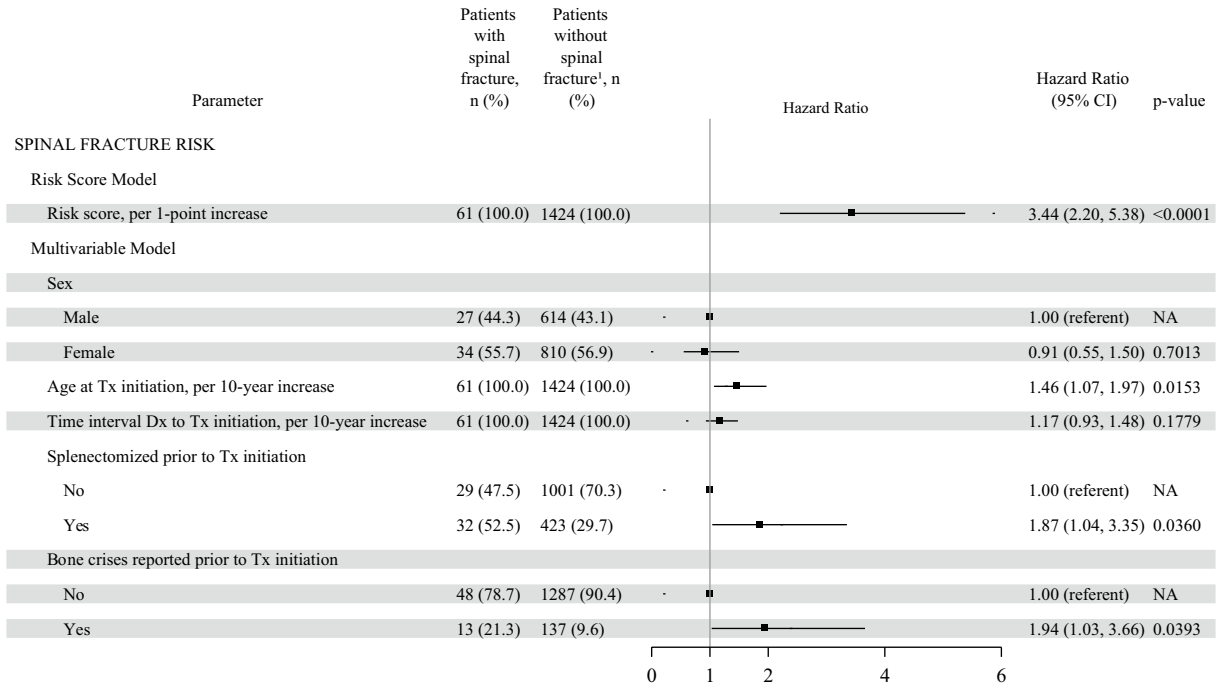 Parameter
Patients
with
spinal
fracture,
n (%)
Patients
without
spinal
fracture¹, n
(%)
Hazard Ratio
Hazard Ratio
(95% CI)
p-value
SPINAL FRACTURE RISK
Risk Score Model
Risk score, per 1-point increase 61 (100.0) 1424 (100.0) 3.44 (2.20, 5.38) <0.0001
Multivariable Model
Sex
Male 27 (44.3) 614 (43.1) 1.00 (referent) NA
Female 34 (55.7) 810 (56.9) 0.91 (0.55, 1.50) 0.7013
Age at Tx initiation, per 10-year increase 61 (100.0) 1424 (100.0) 1.46 (1.07, 1.97) 0.0153
Time interval Dx to Tx initiation, per 10-year increase 61 (100.0) 1424 (100.0) 1.17 (0.93, 1.48) 0.1779
Splenectomized prior to Tx initiation
No 29 (47.5) 1001 (70.3) 1.00 (referent) NA
Yes 32 (52.5) 423 (29.7) 1.87 (1.04, 3.35) 0.0360
Bone crises reported prior to Tx initiation
No 48 (78.7) 1287 (90.4) 1.00 (referent) NA
Yes 13 (21.3) 137 (9.6) 1.94 (1.03, 3.66) 0.0393
0 1 2 4 6